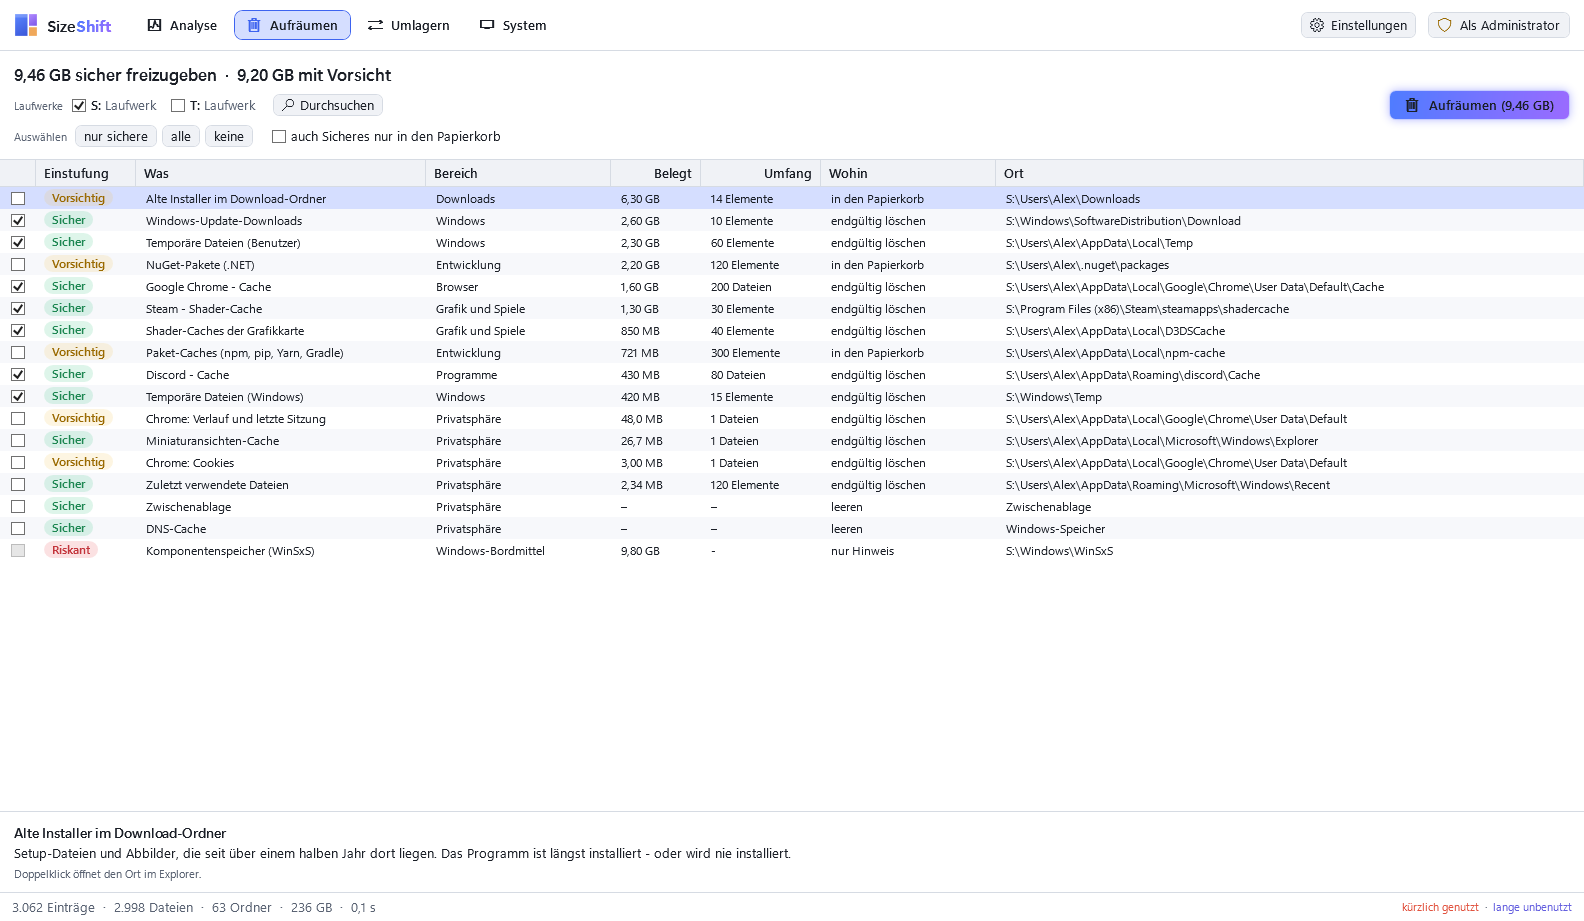 SizeShift Analyse Aufräumen Umlagern System Einstellungen Als Administrator
9,46 GB sicher freizugeben · 9,20 GB mit Vorsicht
Laufwerke S: Laufwerk T: Laufwerk Durchsuchen Aufräumen (9,46 GB)
Auswählen nur sichere alle keine auch Sicheres nur in den Papierkorb
Einstufung Was Bereich Belegt Umfang Wohin Ort
Vorsichtig Alte Installer im Download-Ordner Downloads 6,30 GB 14 Elemente in den Papierkorb S:\Users\Alex\Downloads
Sicher Windows-Update-Downloads Windows 2,60 GB 10 Elemente endgültig löschen S:\Windows\SoftwareDistribution\Download
Sicher Temporäre Dateien (Benutzer) Windows 2,30 GB 60 Elemente endgültig löschen S:\Users\Alex\AppData\Local\Temp
Vorsichtig NuGet-Pakete (.NET) Entwicklung 2,20 GB 120 Elemente in den Papierkorb S:\Users\Alex\.nuget\packages
Sicher Google Chrome - Cache Browser 1,60 GB 200 Dateien endgültig löschen S:\Users\Alex\AppData\Local\Google\Chrome\User Data\Default\Cache
Sicher Steam - Shader-Cache Grafik und Spiele 1,30 GB 30 Elemente endgültig löschen S:\Program Files (x86)\Steam\steamapps\shadercache
Sicher Shader-Caches der Grafikkarte Grafik und Spiele 850 MB 40 Elemente endgültig löschen S:\Users\Alex\AppData\Local\D3DSCache
Vorsichtig Paket-Caches (npm, pip, Yarn, Gradle) Entwicklung 721 MB 300 Elemente in den Papierkorb S:\Users\Alex\AppData\Local\npm-cache
Sicher Discord - Cache Programme 430 MB 80 Dateien endgültig löschen S:\Users\Alex\AppData\Roaming\discord\Cache
Sicher Temporäre Dateien (Windows) Windows 420 MB 15 Elemente endgültig löschen S:\Windows\Temp
Vorsichtig Chrome: Verlauf und letzte Sitzung Privatsphäre 48,0 MB 1 Dateien endgültig löschen S:\Users\Alex\AppData\Local\Google\Chrome\User Data\Default
Sicher Miniaturansichten-Cache Privatsphäre 26,7 MB 1 Dateien endgültig löschen S:\Users\Alex\AppData\Local\Microsoft\Windows\Explorer
Vorsichtig Chrome: Cookies Privatsphäre 3,00 MB 1 Dateien endgültig löschen S:\Users\Alex\AppData\Local\Google\Chrome\User Data\Default
Sicher Zuletzt verwendete Dateien Privatsphäre 2,34 MB 120 Elemente endgültig löschen S:\Users\Alex\AppData\Roaming\Microsoft\Windows\Recent
Sicher Zwischenablage Privatsphäre – – leeren Zwischenablage
Sicher DNS-Cache Privatsphäre – – leeren Windows-Speicher
Riskant Komponentenspeicher (WinSxS) Windows-Bordmittel 9,80 GB - nur Hinweis S:\Windows\WinSxS
Alte Installer im Download-Ordner
Setup-Dateien und Abbilder, die seit über einem halben Jahr dort liegen. Das Programm ist längst installiert - oder wird nie installiert.
Doppelklick öffnet den Ort im Explorer.
3.062 Einträge · 2.998 Dateien · 63 Ordner · 236 GB · 0,1 s kürzlich genutzt · lange unbenutzt